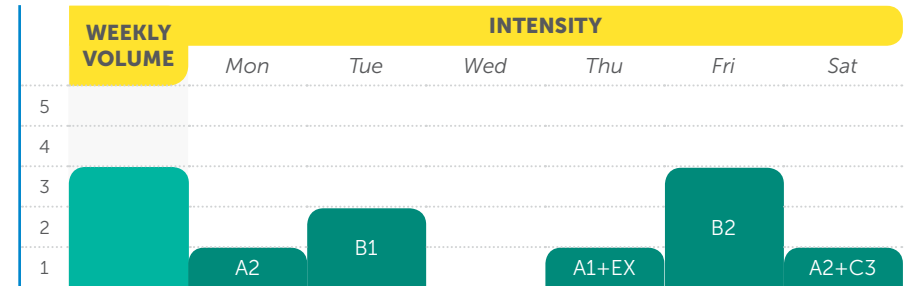 WEEKLY
VOLUME
INTENSITY
Mon Tue Wed Thu Fri Sat
5
4
3
2
1
A2
B1
A1+EX
B2
A2+C3